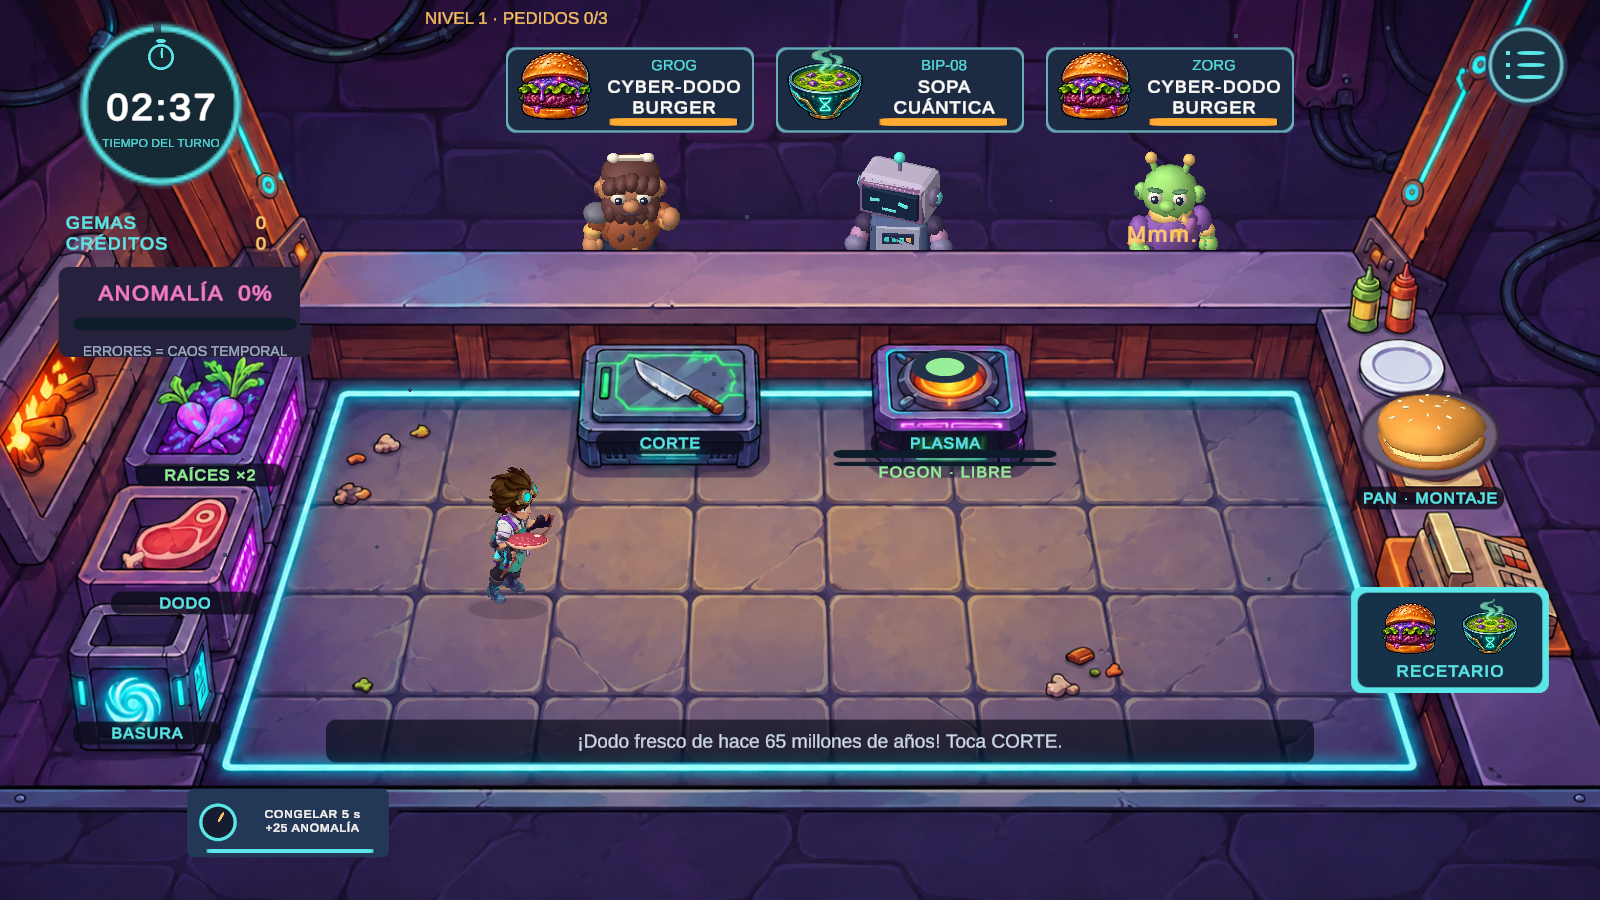 NIVEL 1 · PEDIDOS 0/3
02:37
TIEMPO DEL TURNO
GROG
CYBER-DODO
BURGER
BIP-08
SOPA
CUÁNTICA
ZORG
CYBER-DODO
BURGER
GEMAS 0
CRÉDITOS 0
Mmm.
ANOMALÍA 0%
ERRORES = CAOS TEMPORAL
CORTE
PLASMA
FOGON · LIBRE
RAÍCES ×2
PAN · MONTAJE
DODO
RECETARIO
BASURA
¡Dodo fresco de hace 65 millones de años! Toca CORTE.
CONGELAR 5 s
+25 ANOMALÍA